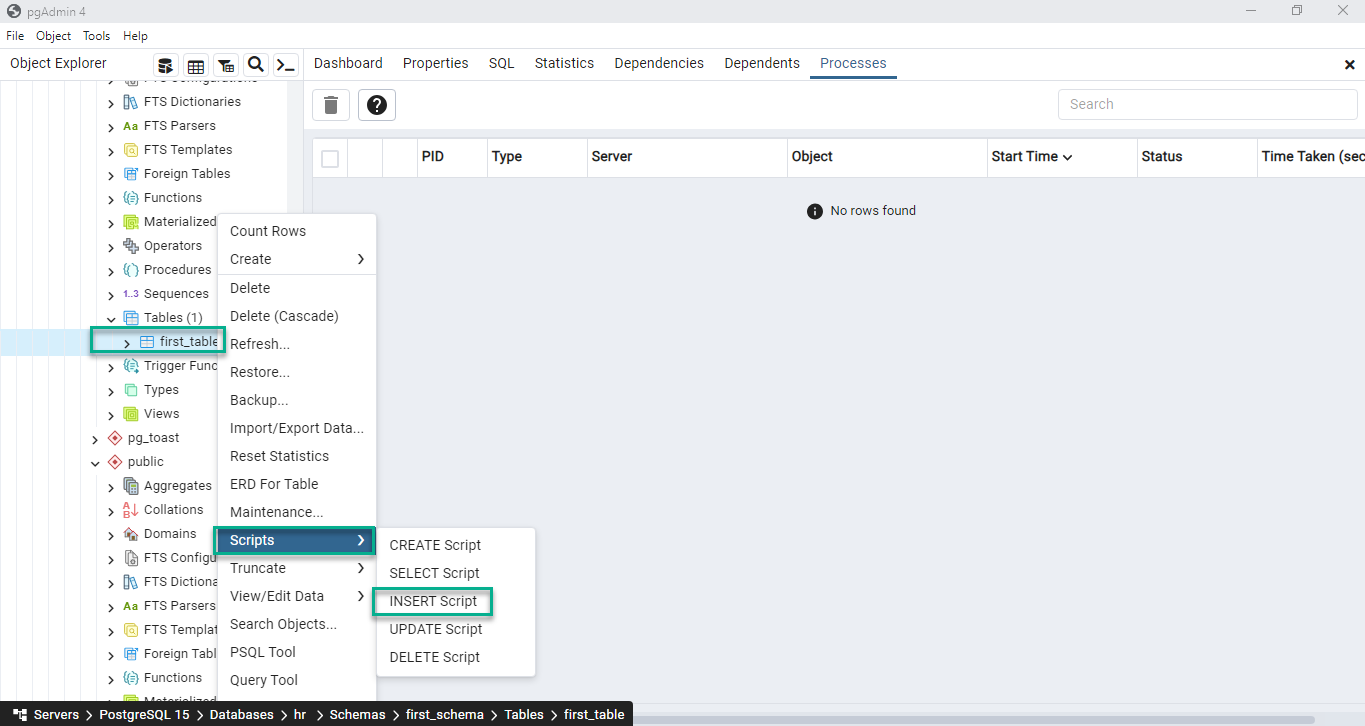 pgAdmin 4
File Object Tools Help
Object Explorer
Dashboard Properties SQL Statistics Dependencies Dependents Processes
FTS Configurations
FTS Dictionaries
Aa FTS Parsers
FTS Templates
Foreign Tables
Functions
Materialized
Operators
Procedures
1..3 Sequences
Tables (1)
first_table
Trigger Func
Types
Views
pg_toast
public
Aggregates
Collations
Domains
FTS Configu
FTS Dictiona
Aa FTS Parsers
FTS Templat
Foreign Tabl
Functions
Materialized
Search
PID Type Server Object Start Time Status Time Taken (sec
No rows found
Count Rows
Create
Delete
Delete (Cascade)
Refresh...
Restore...
Backup...
Import/Export Data...
Reset Statistics
ERD For Table
Maintenance...
Scripts
Truncate
View/Edit Data
Search Objects...
PSQL Tool
Query Tool
CREATE Script
SELECT Script
INSERT Script
UPDATE Script
DELETE Script
Servers > PostgreSQL 15 > Databases > hr > Schemas > first_schema > Tables > first_table